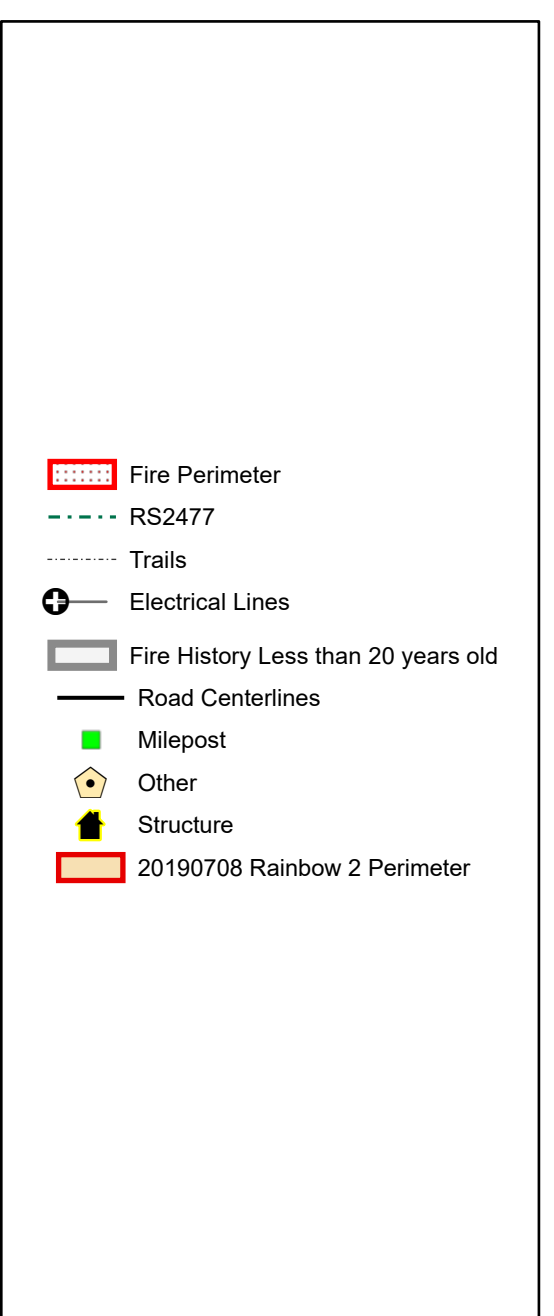 Fire Perimeter
RS2477
Trails
Electrical Lines
Fire History Less than 20 years old
Road Centerlines
Milepost
Other
Structure
20190708 Rainbow 2 Perimeter